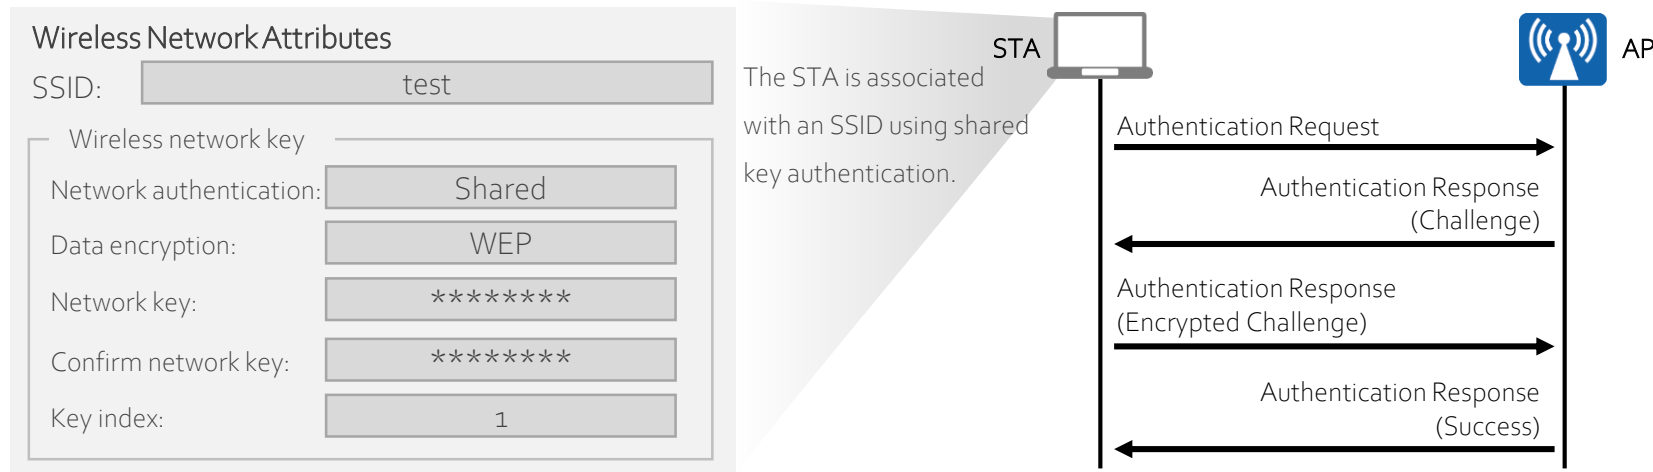 Wireless Network Attributes
SSID:
test
Wireless network key
Network authentication:
Shared
Data encryption:
WEP
Network key:
********
Confirm network key:
********
Key index:
1
The STA is associated
with an SSID using shared
key authentication.
STA
AP
Authentication Request
Authentication Response
(Challenge)
Authentication Response
(Encrypted Challenge)
Authentication Response
(Success)